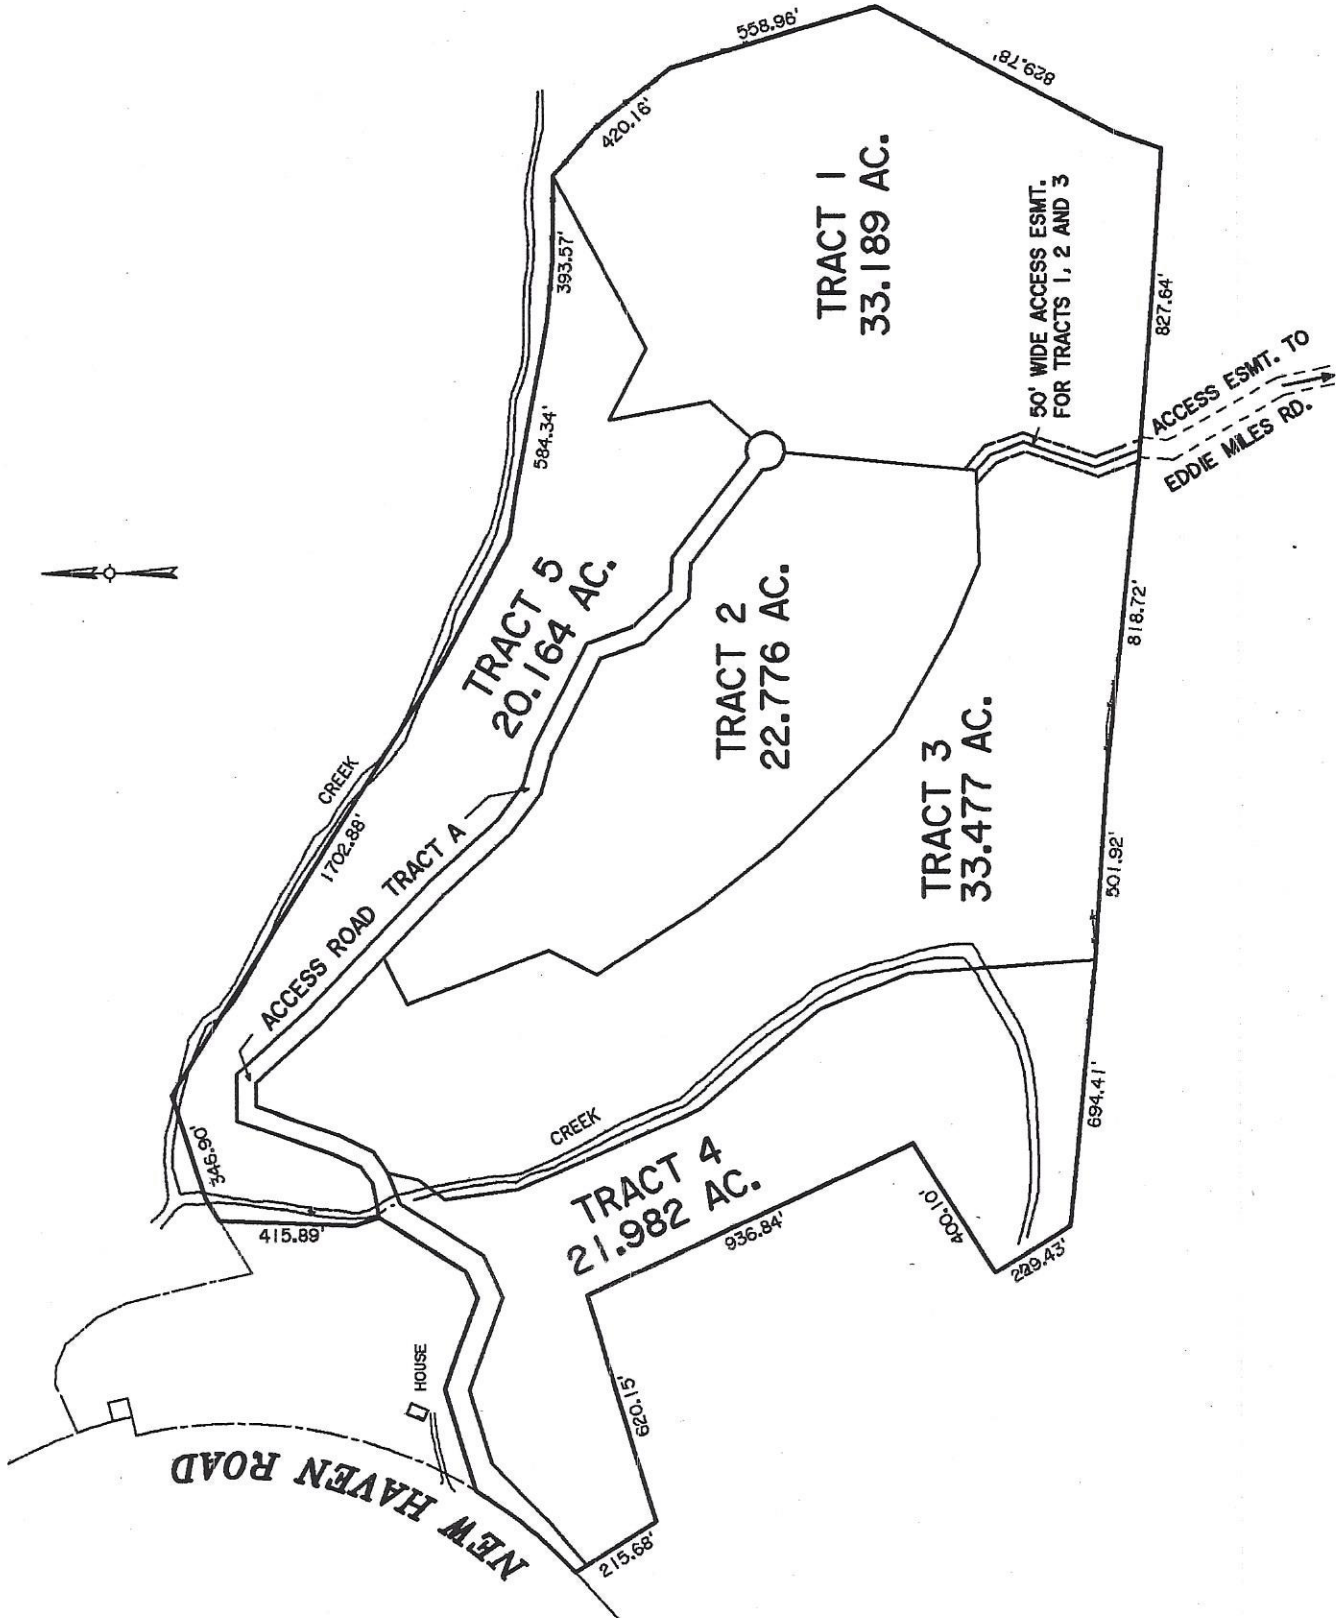 558.96'
829.78'
420.16'
393.57'
584.34'
TRACT 1
33.189 AC.
50' WIDE ACCESS ESMT.
FOR TRACTS 1, 2 AND 3
827.64'
ACCESS ESMT. TO
EDDIE MILES RD.
TRACT 5
20.164 AC.
TRACT 2
22.776 AC.
818.72'
CREEK
1702.88'
ACCESS ROAD TRACT A
TRACT 3
33.477 AC.
501.92'
346.90'
415.89'
CREEK
TRACT 4
21.982 AC.
936.84'
400.10'
229.43'
694.41'
HOUSE
620.15'
215.68'
NEW HAVEN ROAD